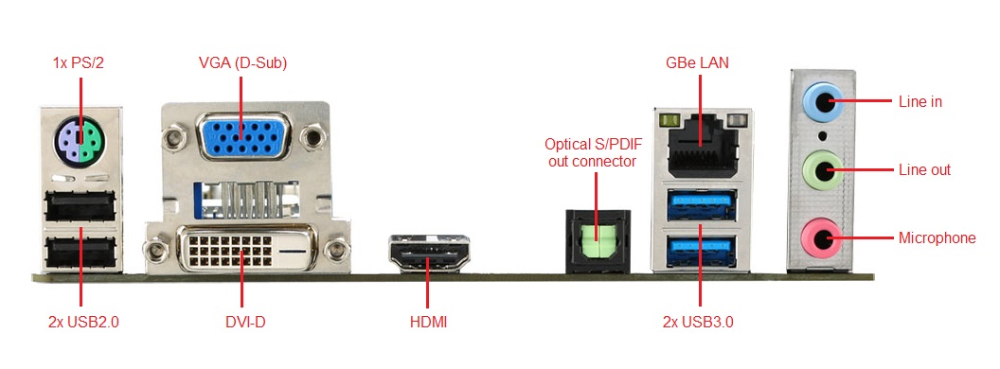 1x PS/2
VGA (D-Sub)
GBe LAN
Line in
Optical S/PDIF
out connector
Line out
Microphone
2x USB2.0
DVI-D
HDMI
2x USB3.0